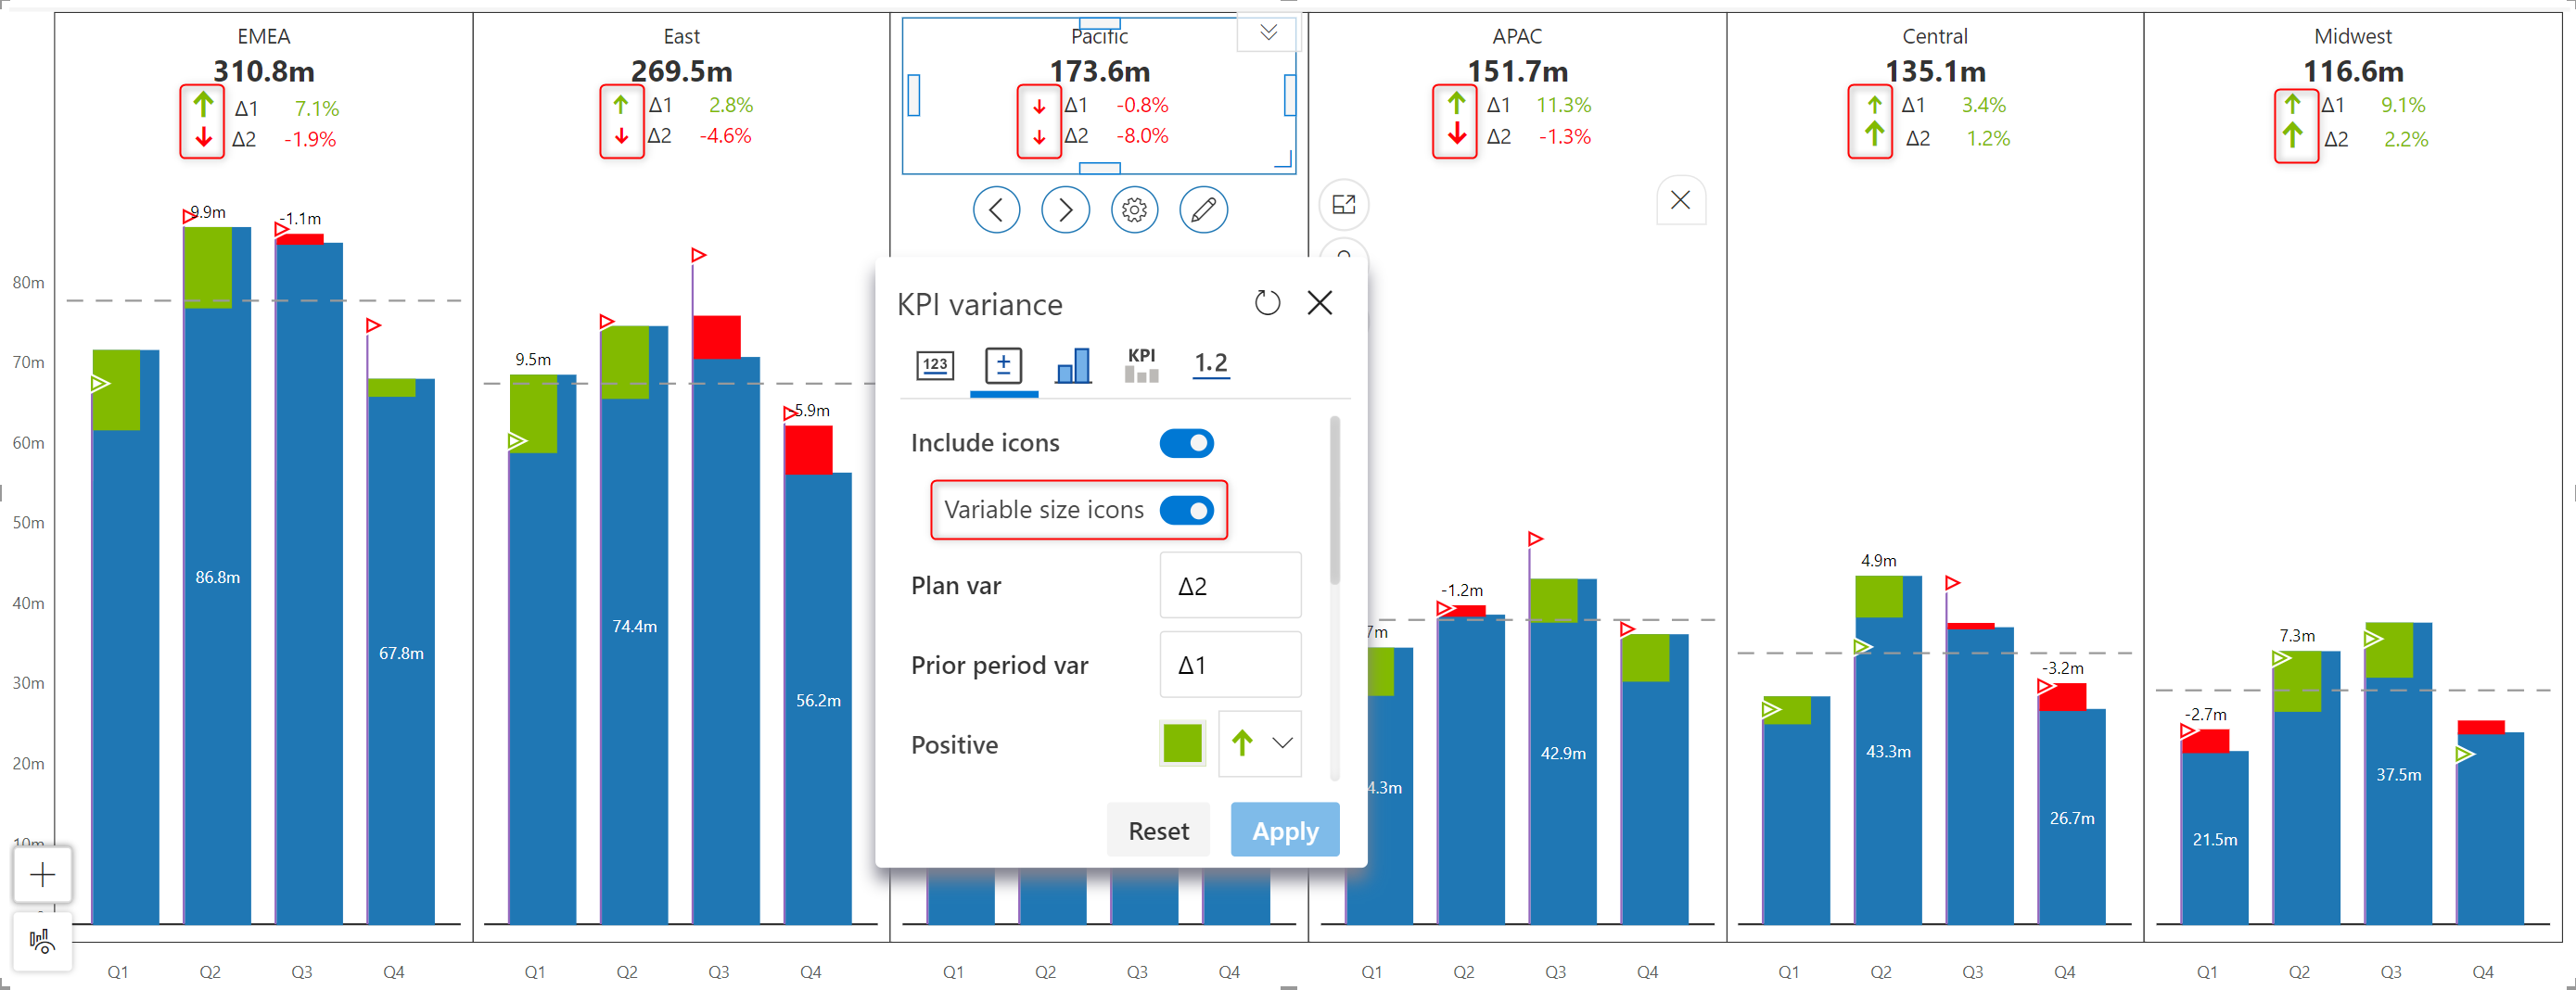 EMEA
310.8m
Δ1 7.1%
Δ2 -1.9%
East
269.5m
Δ1 2.8%
Δ2 -4.6%
Pacific
173.6m
Δ1 -0.8%
Δ2 -8.0%
APAC
151.7m
Δ1 11.3%
Δ2 -1.3%
Central
135.1m
Δ1 3.4%
Δ2 1.2%
Midwest
116.6m
Δ1 9.1%
Δ2 2.2%
80m
70m
60m
50m
40m
30m
20m
9.9m
-1.1m
86.8m
67.8m
9.5m
5.9m
74.4m
56.2m
KPI variance
123
KPI
1.2
Include icons
Variable size icons
Plan var Δ2
Prior period var Δ1
Positive
Reset
Apply
7m
-1.2m
4.3m
42.9m
4.9m
-3.2m
43.3m
26.7m
-2.7m
7.3m
21.5m
37.5m
Q1 Q2 Q3 Q4
Q1 Q2 Q3 Q4
Q1 Q2 Q3 Q4
Q1 Q2 Q3 Q4
Q1 Q2 Q3 Q4
Q1 Q2 Q3 Q4